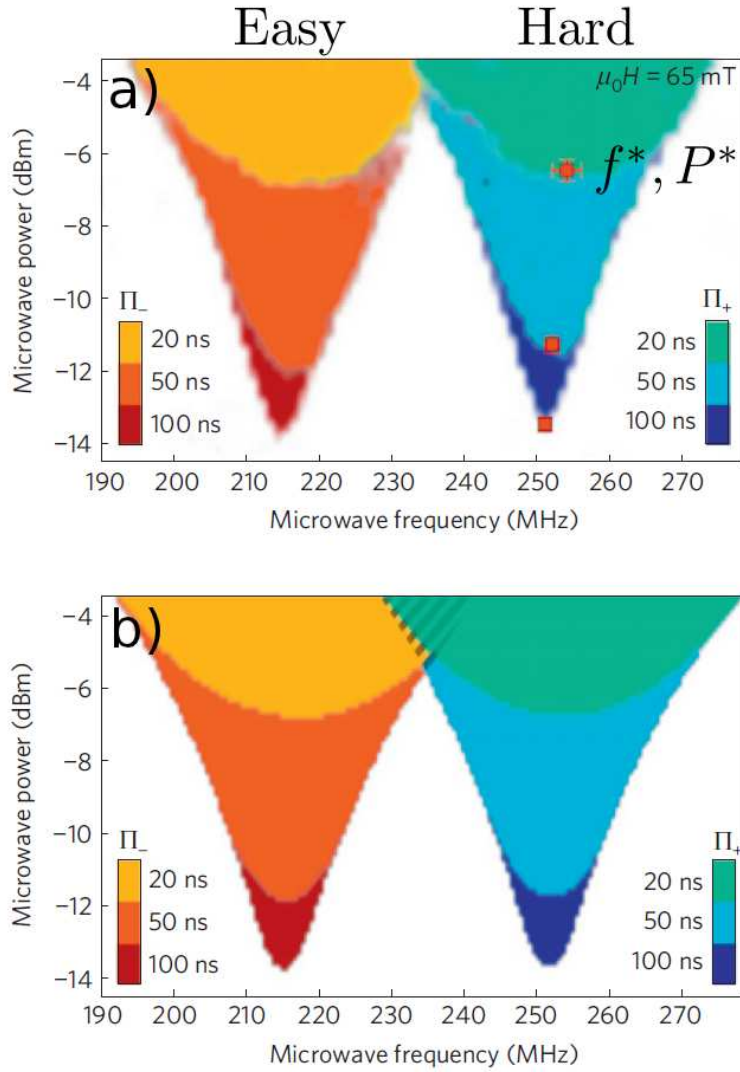 Easy Hard
a)
μ₀H = 65 mT
f*, P*
Microwave power (dBm)
−4
−6
−8
−10
−12
−14
Π₋
20 ns
50 ns
100 ns
Π₊
20 ns
50 ns
100 ns
190 200 210 220 230 240 250 260 270
Microwave frequency (MHz)
b)
Microwave power (dBm)
−4
−6
−8
−10
−12
−14
Π₋
20 ns
50 ns
100 ns
Π₊
20 ns
50 ns
100 ns
190 200 210 220 230 240 250 260 270
Microwave frequency (MHz)